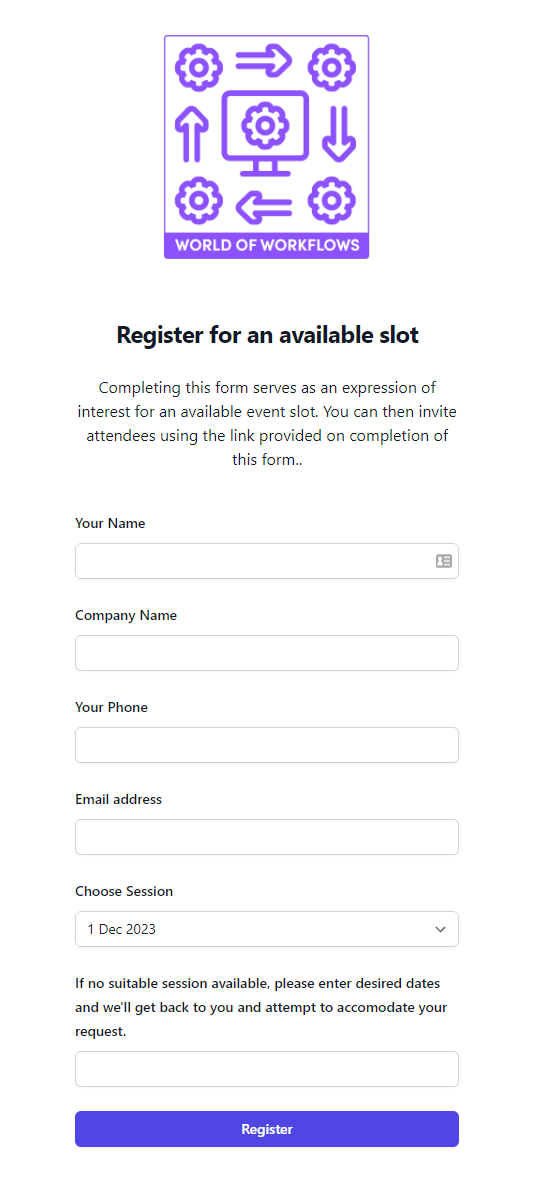 WORLD OF WORKFLOWS
Register for an available slot
Completing this form serves as an expression of
interest for an available event slot. You can then invite
attendees using the link provided on completion of
this form..
Your Name
Company Name
Your Phone
Email address
Choose Session
1 Dec 2023
If no suitable session available, please enter desired dates
and we'll get back to you and attempt to accomodate your
request.
Register